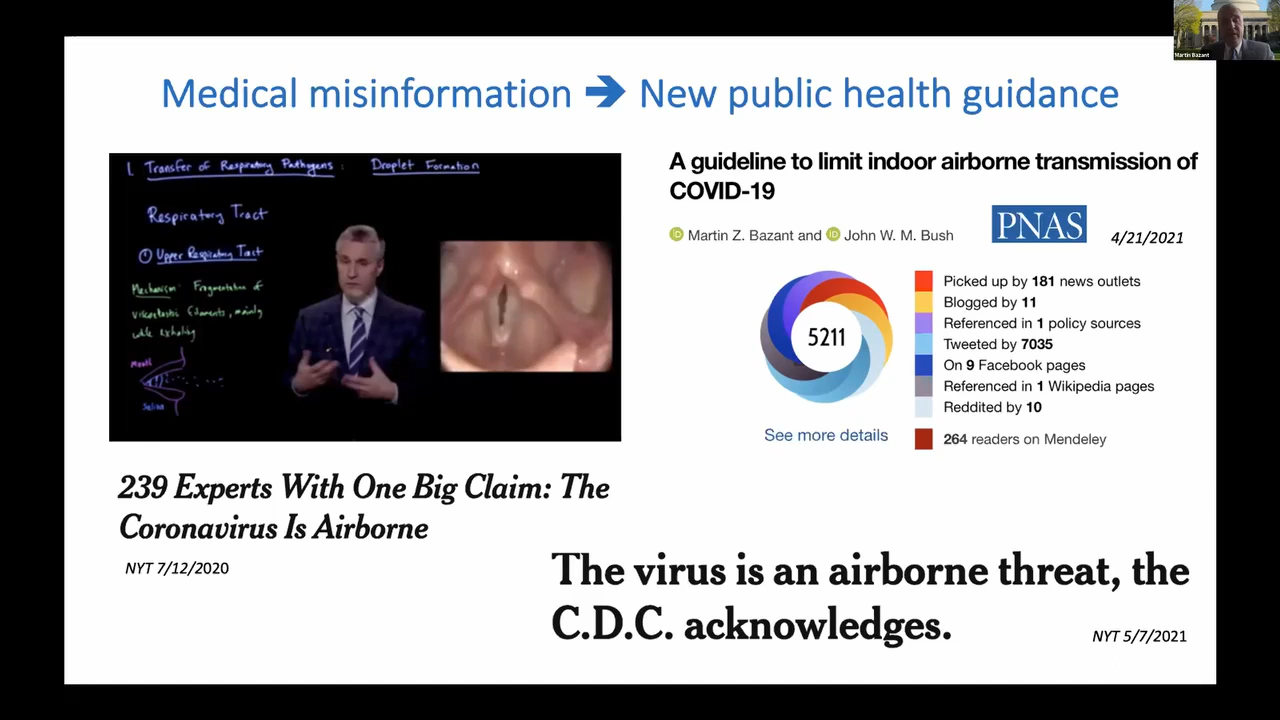 Martin Bazant
Medical misinformation → New public health guidance
1. Transfer of Respiratory Pathogens: Droplet Formation
Respiratory Tract
① Upper Respiratory Tract
Mechanism: Fragmentation of
viscoelastic filaments, mainly
while exhaling
Mouth
Saliva
A guideline to limit indoor airborne transmission of
COVID-19
iD Martin Z. Bazant and iD John W. M. Bush
PNAS
4/21/2021
5211
See more details
Picked up by 181 news outlets
Blogged by 11
Referenced in 1 policy sources
Tweeted by 7035
On 9 Facebook pages
Referenced in 1 Wikipedia pages
Reddited by 10
264 readers on Mendeley
239 Experts With One Big Claim: The
Coronavirus Is Airborne
NYT 7/12/2020
The virus is an airborne threat, the
C.D.C. acknowledges.
NYT 5/7/2021